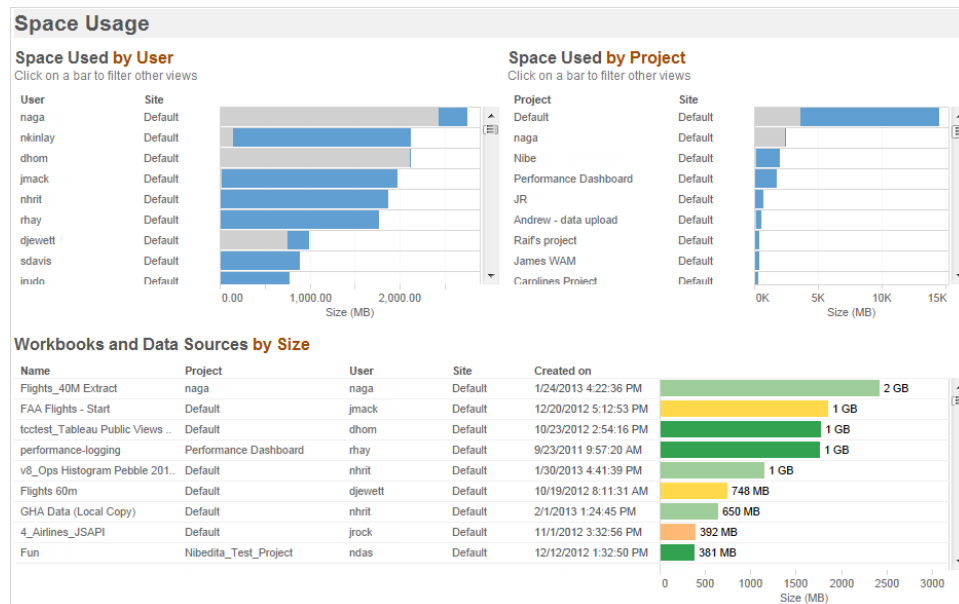 Space Usage
Space Used by User
Click on a bar to filter other views
User Site
naga Default
nkinlay Default
dhom Default
jmack Default
nhrit Default
rhay Default
djewett Default
sdavis Default
Default
0.00 1,000.00 2,000.00
Size (MB)
Space Used by Project
Click on a bar to filter other views
Project Site
Default Default
naga Default
Nibe Default
Performance Dashboard Default
JR Default
Andrew - data upload Default
Raif's project Default
James WAM Default
Carolines Project Default
0K 5K 10K 15K
Size (MB)
Workbooks and Data Sources by Size
Name Project User Site Created on
Flights_40M Extract naga naga Default 1/24/2013 4:22:36 PM 2 GB
FAA Flights - Start Default jmack Default 12/20/2012 5:12:53 PM 1 GB
tcctest_Tableau Public Views .. Default dhom Default 10/23/2012 2:54:16 PM 1 GB
performance-logging Performance Dashboard rhay Default 9/23/2011 9:57:20 AM 1 GB
v8_Ops Histogram Pebble 201.. Default nhrit Default 1/30/2013 4:41:39 PM 1 GB
Flights 60m Default djewett Default 10/19/2012 8:11:31 AM 748 MB
GHA Data (Local Copy) Default nhrit Default 2/1/2013 1:24:45 PM 650 MB
4_Airlines_JSAPI Default jrock Default 11/1/2012 3:32:56 PM 392 MB
Fun Nibedita_Test_Project ndas Default 12/12/2012 1:32:50 PM 381 MB
0 500 1000 1500 2000 2500 3000
Size (MB)